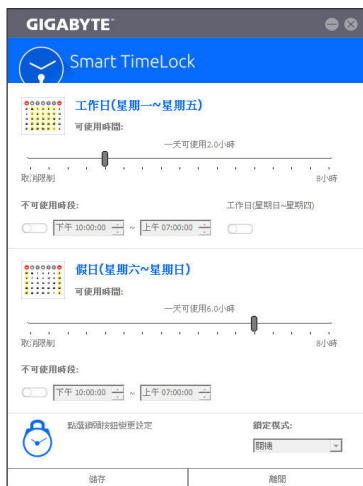 GIGABYTE™
Smart TimeLock
工作日(星期一~星期五)
可使用時間:
一天可使用2.0小時
取消限制 8小時
不可使用時段: 工作日(星期日~星期四)
下午 10:00:00 ~ 上午 07:00:00
假日(星期六~星期日)
可使用時間:
一天可使用6.0小時
取消限制 8小時
不可使用時段:
下午 10:00:00 ~ 上午 07:00:00
點選鎖頭按鈕變更設定 鎖定模式:
關機
儲存 離開